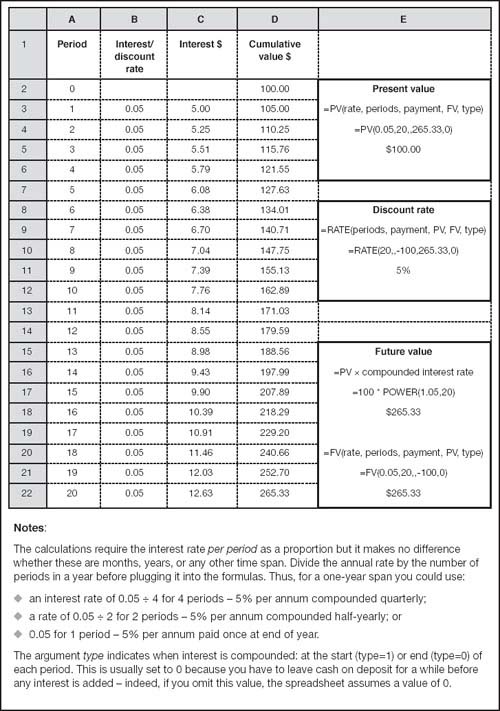 A B C D E
1 Period Interest/ discount rate Interest $ Cumulative value $
2 0 100.00 Present value
3 1 0.05 5.00 105.00 =PV(rate, periods, payment, FV, type)
4 2 0.05 5.25 110.25 =PV(0.05,20,,265.33,0)
5 3 0.05 5.51 115.76 $100.00
6 4 0.05 5.79 121.55
7 5 0.05 6.08 127.63
8 6 0.05 6.38 134.01 Discount rate
9 7 0.05 6.70 140.71 =RATE(periods, payment, PV, FV, type)
10 8 0.05 7.04 147.75 =RATE(20,,-100,265.33,0)
11 9 0.05 7.39 155.13 5%
12 10 0.05 7.76 162.89
13 11 0.05 8.14 171.03
14 12 0.05 8.55 179.59
15 13 0.05 8.98 188.56 Future value
16 14 0.05 9.43 197.99 =PV × compounded interest rate
17 15 0.05 9.90 207.89 =100 * POWER(1.05,20)
18 16 0.05 10.39 218.29 $265.33
19 17 0.05 10.91 229.20
20 18 0.05 11.46 240.66 =FV(rate, periods, payment, PV, type)
21 19 0.05 12.03 252.70 =FV(0.05,20,,-100,0)
22 20 0.05 12.63 265.33 $265.33
Notes:
The calculations require the interest rate per period as a proportion but it makes no difference
whether these are months, years, or any other time span. Divide the annual rate by the number of
periods in a year before plugging it into the formulas. Thus, for a one-year span you could use:
◆ an interest rate of 0.05 ÷ 4 for 4 periods – 5% per annum compounded quarterly;
◆ a rate of 0.05 ÷ 2 for 2 periods – 5% per annum compounded half-yearly; or
◆ 0.05 for 1 period – 5% per annum paid once at end of year.
The argument type indicates when interest is compounded: at the start (type=1) or end (type=0) of
each period. This is usually set to 0 because you have to leave cash on deposit for a while before
any interest is added – indeed, if you omit this value, the spreadsheet assumes a value of 0.